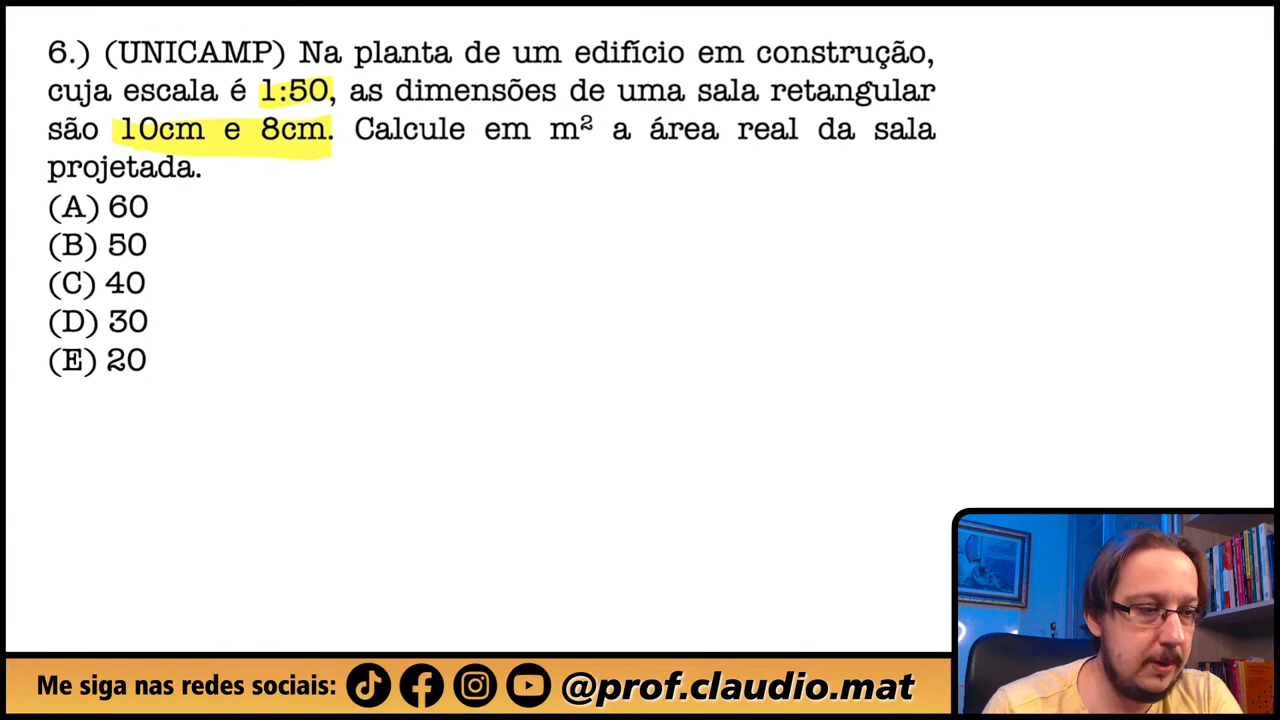 6.) (UNICAMP) Na planta de um edifício em construção,
cuja escala é 1:50, as dimensões de uma sala retangular
são 10cm e 8cm. Calcule em m² a área real da sala
projetada.
(A) 60
(B) 50
(C) 40
(D) 30
(E) 20
Me siga nas redes sociais: @prof.claudio.mat